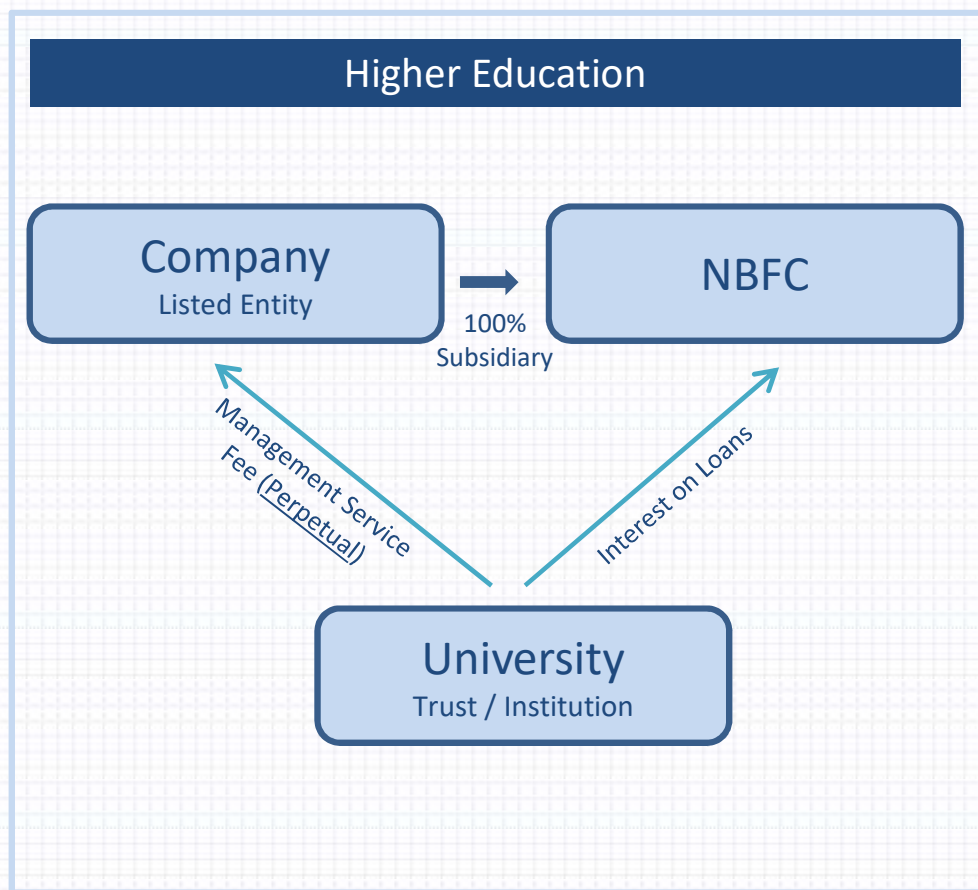 Higher Education
Company
Listed Entity
100%
Subsidiary
NBFC
Management Service
Fee (Perpetual)
Interest on Loans
University
Trust / Institution